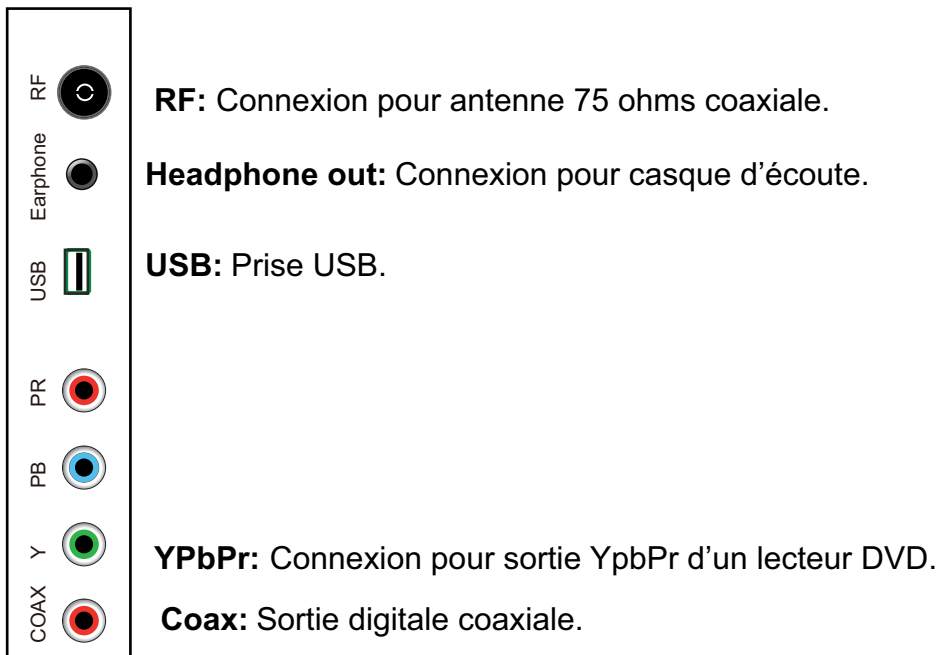 RF
RF: Connexion pour antenne 75 ohms coaxiale.
Earphone
Headphone out: Connexion pour casque d’écoute.
USB
USB: Prise USB.
PR
PB
Y
YPbPr: Connexion pour sortie YpbPr d’un lecteur DVD.
COAX
Coax: Sortie digitale coaxiale.